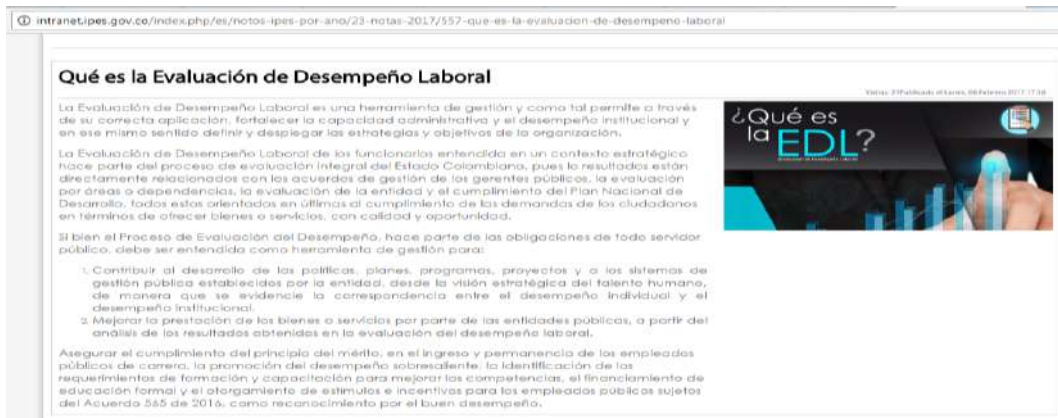 intranet.ipes.gov.co/index.php/es/notos-ipes-por-ano/23-notas-2017/557-que-es-la-evaluacion-de-desempeno-laboral
Qué es la Evaluación de Desempeño Laboral
Visitas: 21Publicado el Lunes, 06 Febrero 2017 17:38
La Evaluación de Desempeño Laboral es una herramienta de gestión y como tal permite a través
de su correcta aplicación, fortalecer la capacidad administrativa y el desempeño institucional y
en ese mismo sentido definir y desplegar las estrategias y objetivos de la organización.
La Evaluación de Desempeño Laboral de los funcionarios entendida en un contexto estratégico
hace parte del proceso de evaluación integral del Estado Colombiano, pues lo resultados están
directamente relacionados con los acuerdos de gestión de los gerentes públicos, la evaluación
por áreas o dependencias, la evaluación de la entidad y el cumplimiento del Plan Nacional de
Desarrollo, todos estos orientados en últimas al cumplimiento de las demandas de los ciudadanos
en términos de ofrecer bienes o servicios, con calidad y oportunidad.
Si bien el Proceso de Evaluación del Desempeño, hace parte de las obligaciones de todo servidor
público, debe ser entendida como herramienta de gestión para:
1. Contribuir al desarrollo de las políticas, planes, programas, proyectos y a los sistemas de
gestión pública establecidos por la entidad, desde la visión estratégica del talento humano,
de manera que se evidencie la correspondencia entre el desempeño individual y el
desempeño institucional.
2. Mejorar la prestación de los bienes o servicios por parte de las entidades públicas, a partir del
análisis de los resultados obtenidos en la evaluación del desempeño laboral.
Asegurar el cumplimiento del principio del mérito, en el ingreso y permanencia de los empleados
públicos de carrera, la promoción del desempeño sobresaliente, la identificación de los
requerimientos de formación y capacitación para mejorar las competencias, el financiamiento de
educación formal y el otorgamiento de estímulos e incentivos para los empleados públicos sujetos
del Acuerdo 565 de 2016, como reconocimiento por el buen desempeño.
¿Qué es
la EDL?